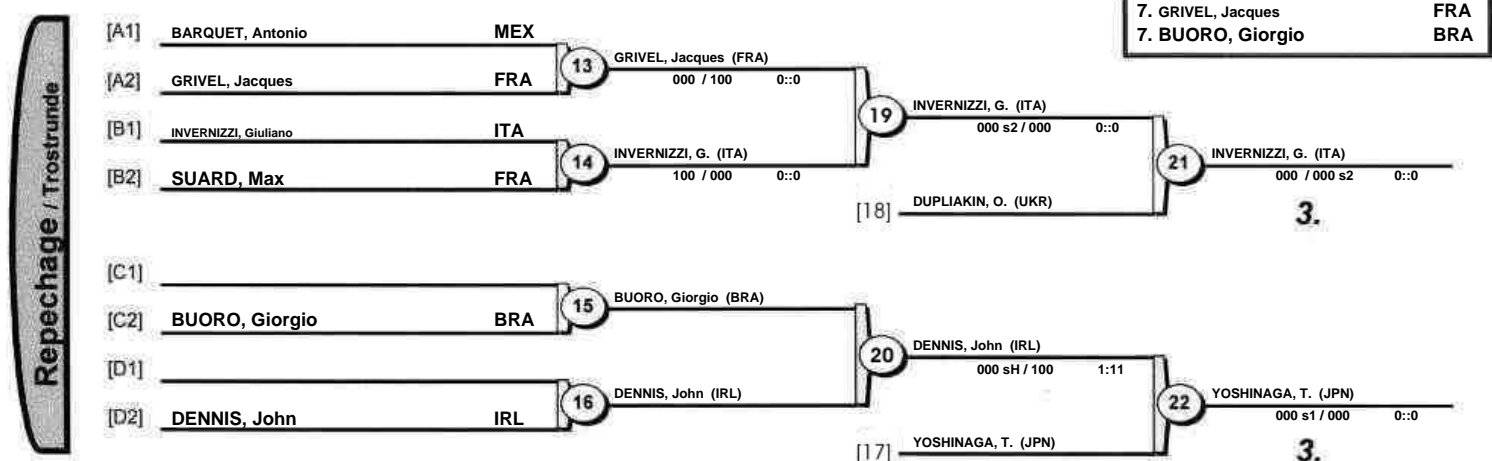 7. GRIVEL, Jacques FRA
7. BUORO, Giorgio BRA
Repechage / Trostrunde
[A1] BARQUET, Antonio MEX
13 GRIVEL, Jacques (FRA)
000 / 100 0::0
[A2] GRIVEL, Jacques FRA
19 INVERNIZZI, G. (ITA)
000 s2 / 000 0::0
[B1] INVERNIZZI, Giuliano ITA
14 INVERNIZZI, G. (ITA)
100 / 000 0::0
21 INVERNIZZI, G. (ITA)
000 / 000 s2 0::0
[B2] SUARD, Max FRA
[18] DUPLIAKIN, O. (UKR)
3.
[C1]
15 BUORO, Giorgio (BRA)
[C2] BUORO, Giorgio BRA
20 DENNIS, John (IRL)
000 sH / 100 1:11
[D1]
16 DENNIS, John (IRL)
22 YOSHINAGA, T. (JPN)
000 s1 / 000 0::0
[D2] DENNIS, John IRL
[17] YOSHINAGA, T. (JPN)
3.